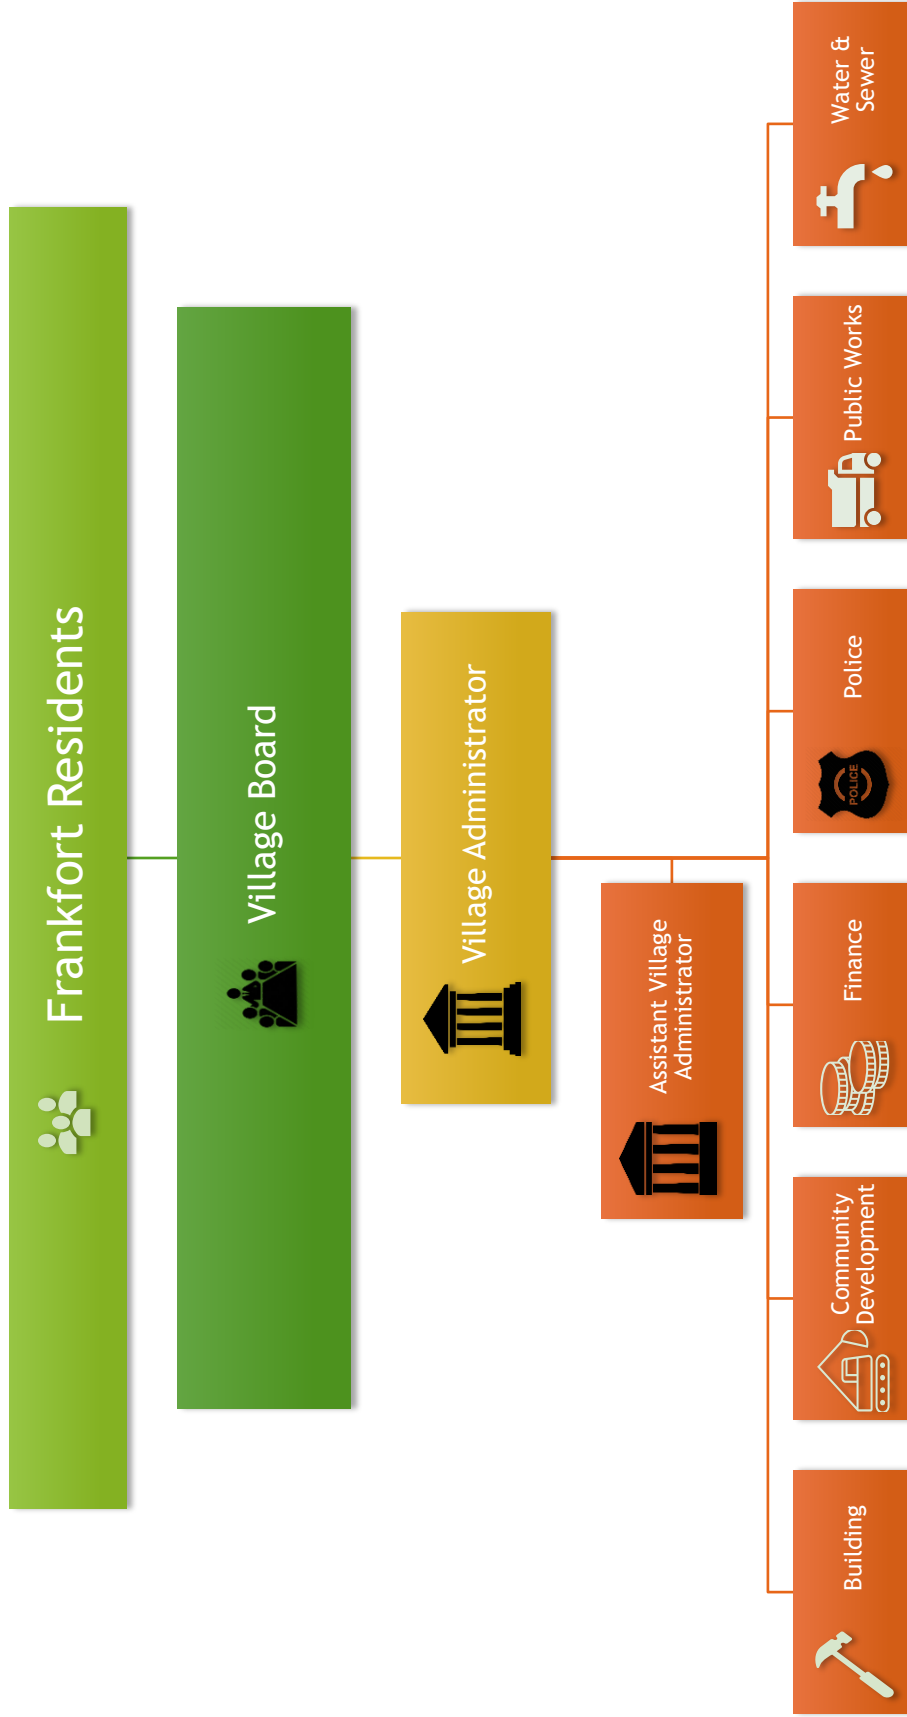 Frankfort Residents
Village Board
Village Administrator
Assistant Village
Administrator
Building
Community
Development
Finance
POLICE
Police
Public Works
Water &
Sewer